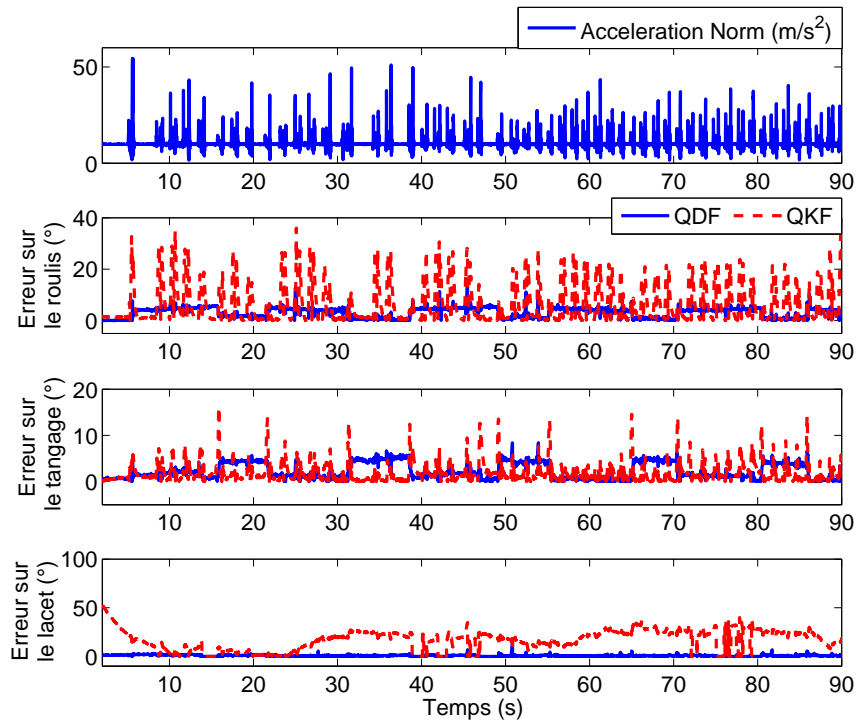 Acceleration Norm (m/s²)
50
0
10 20 30 40 50 60 70 80 90
QDF QKF
Erreur sur
le roulis (°)
40
20
0
10 20 30 40 50 60 70 80 90
Erreur sur
le tangage (°)
20
10
0
10 20 30 40 50 60 70 80 90
Erreur sur
le lacet (°)
100
50
0
10 20 30 40 50 60 70 80 90
Temps (s)